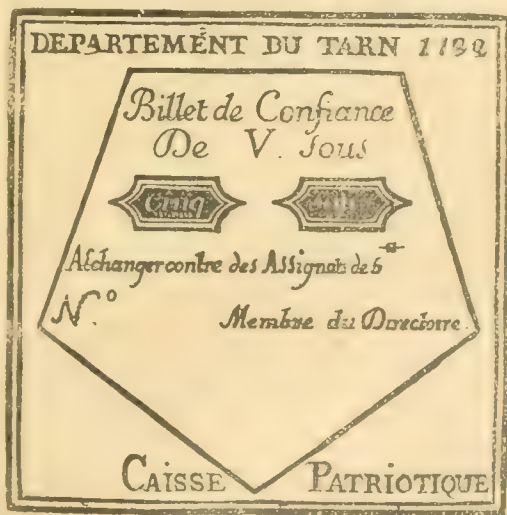 DEPARTEMENT DU TARN 1792
Billet de Confiance
De V. Sous
Cinq
AEchanger contre des Assignats de 5 ₶
N.°
Membre du Directoire.
CAISSE PATRIOTIQUE